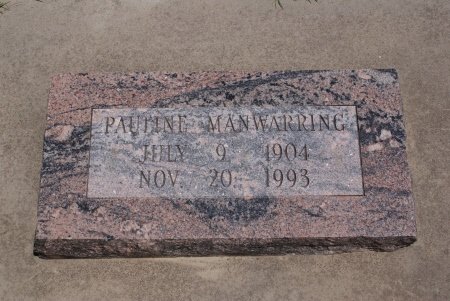 PAULINE MANWARRING
JULY 9 1904
NOV. 20 1993